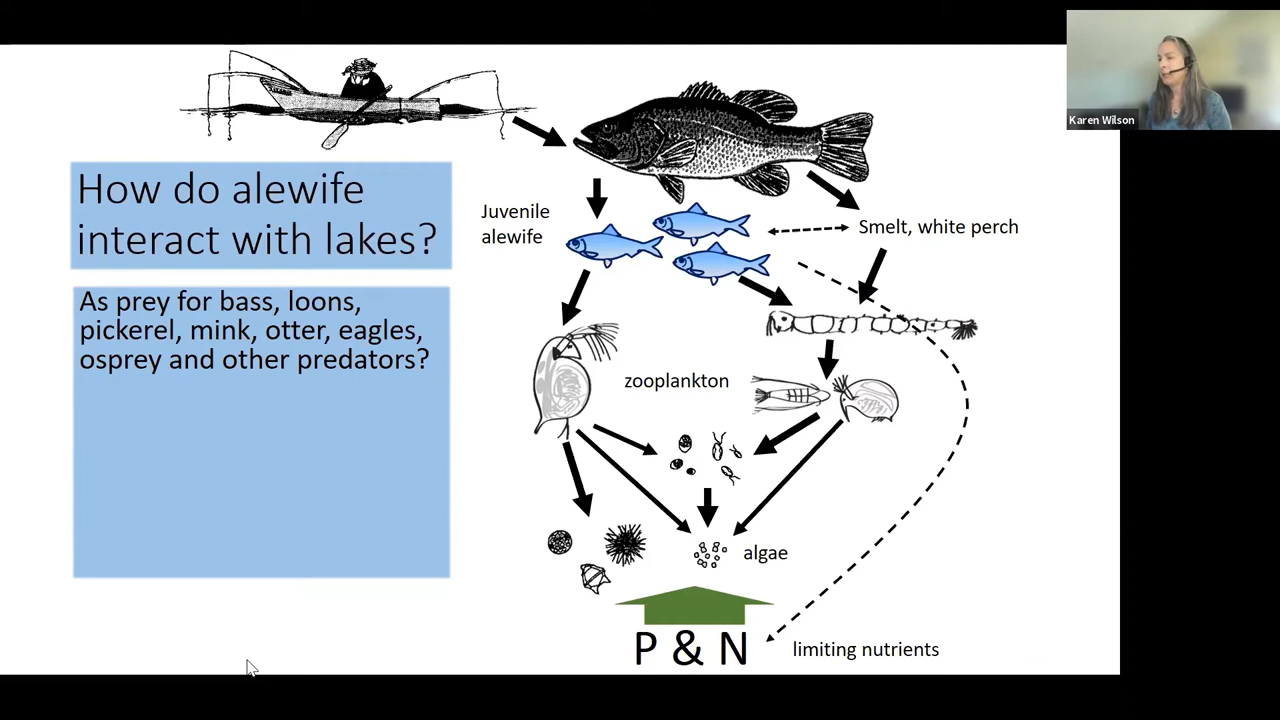 Karen Wilson
How do alewife
interact with lakes?
As prey for bass, loons,
pickerel, mink, otter, eagles,
osprey and other predators?
Juvenile
alewife
Smelt, white perch
zooplankton
algae
P & N
limiting nutrients